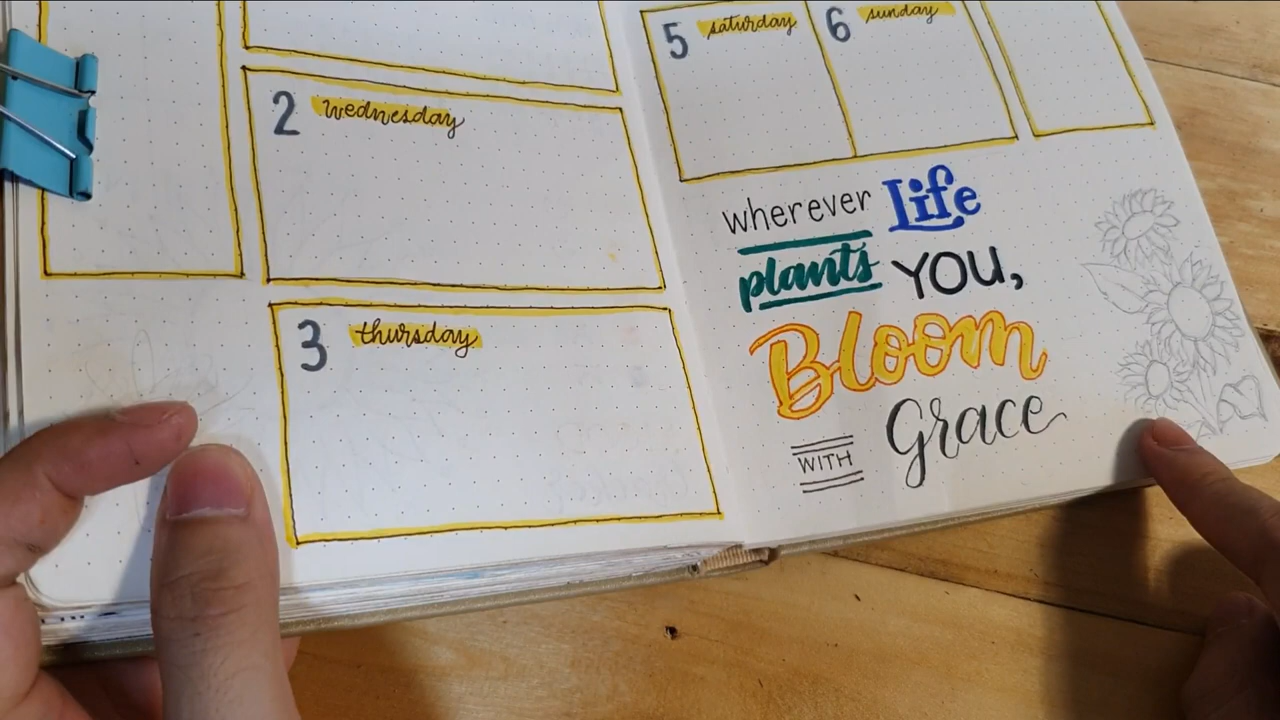 2 wednesday
3 thursday
5 saturday
6 sunday
wherever Life
plants YOU,
Bloom
WITH Grace